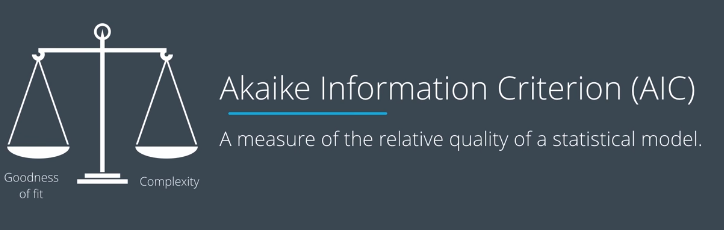 Akaike Information Criterion (AIC)
A measure of the relative quality of a statistical model.
Goodness
of fit
Complexity